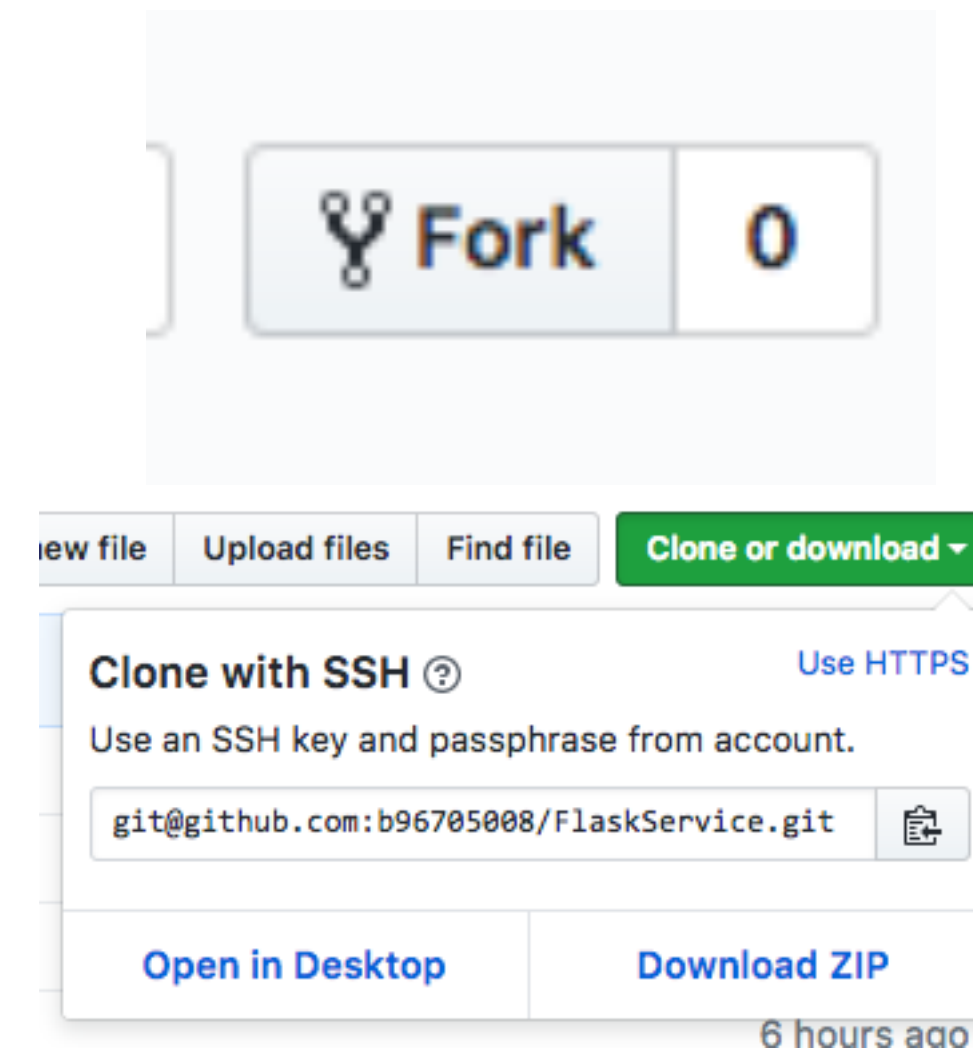 Fork 0
ew file Upload files Find file Clone or download
Clone with SSH Use HTTPS
Use an SSH key and passphrase from account.
git@github.com:b96705008/FlaskService.git
Open in Desktop Download ZIP
6 hours ago